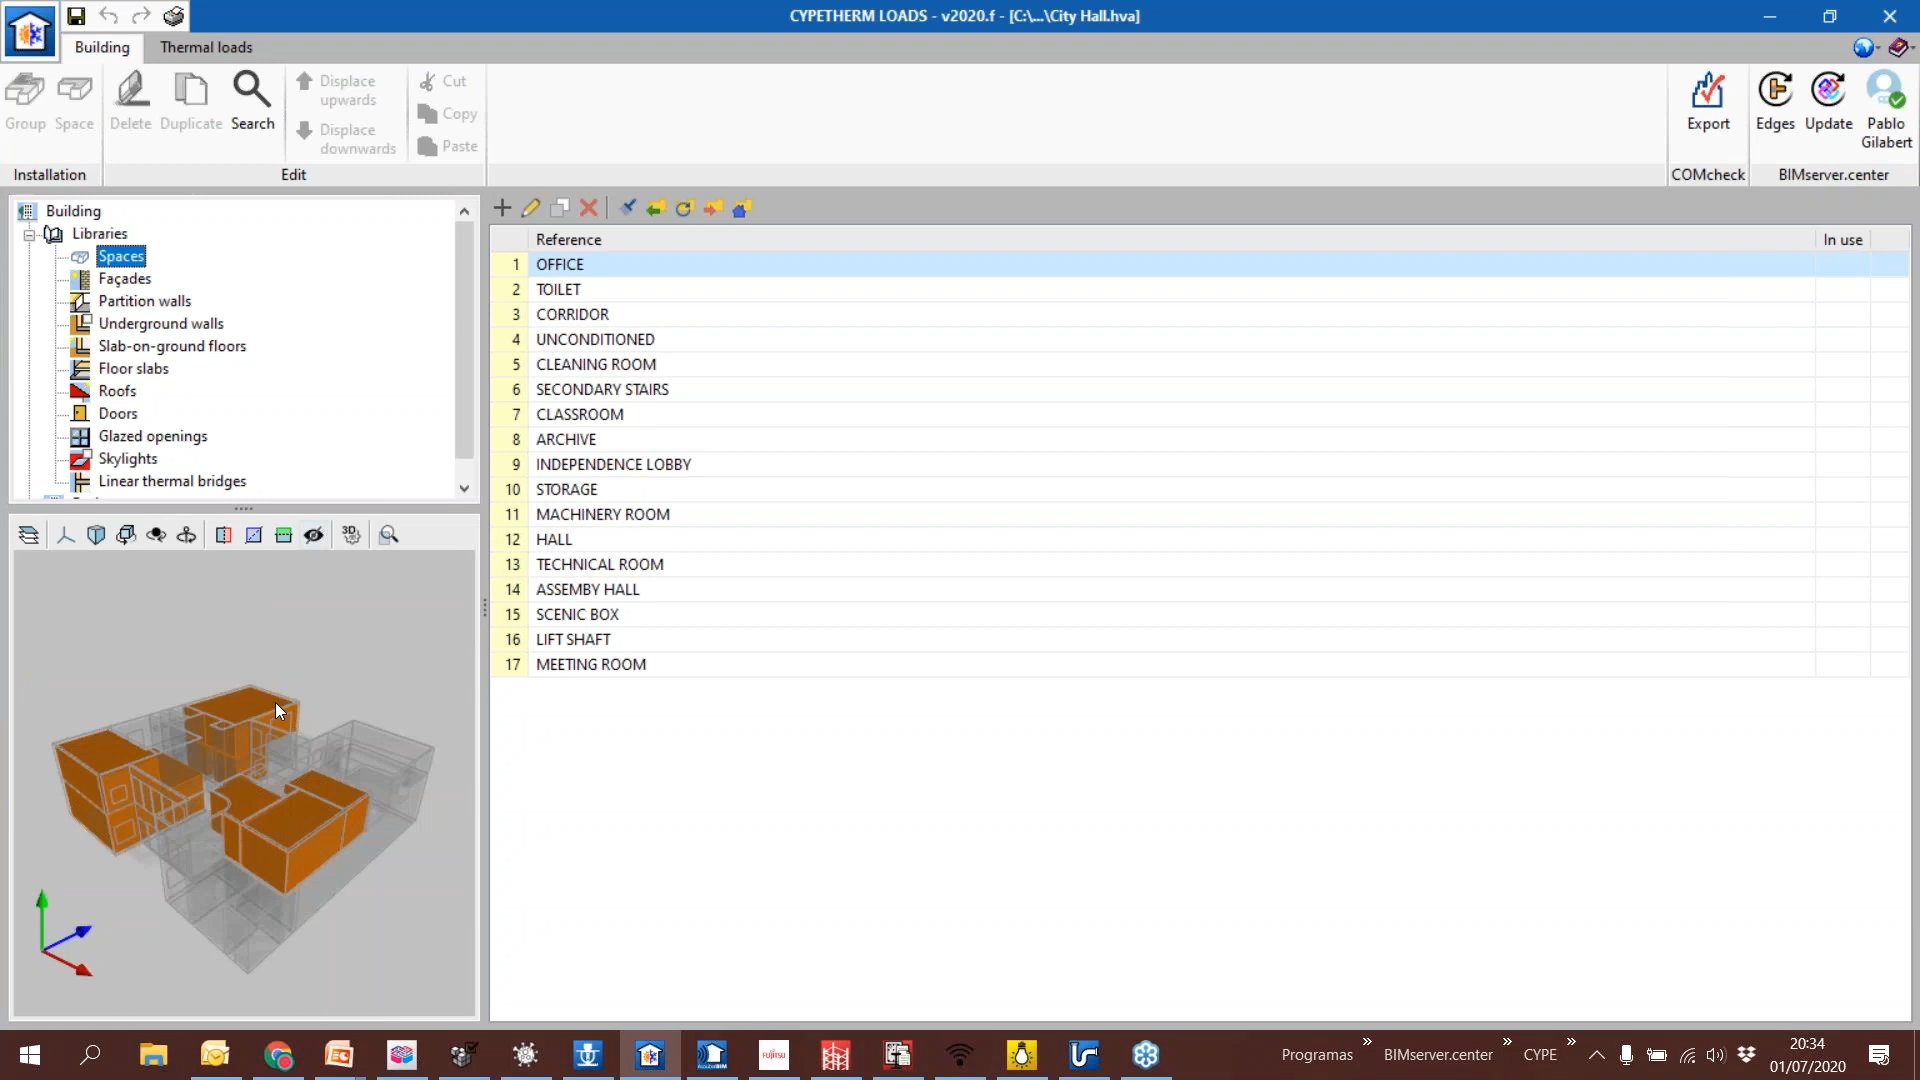 CYPETHERM LOADS - v2020.f - [C:\...\City Hall.hva]
Building
Thermal loads
Group
Space
Delete
Duplicate
Search
Displace
upwards
Displace
downwards
Cut
Copy
Paste
Export
Edges
Update
Pablo
Gilabert
Installation
Edit
COMcheck
BIMserver.center
Building
Libraries
Spaces
Façades
Partition walls
Underground walls
Slab-on-ground floors
Floor slabs
Roofs
Doors
Glazed openings
Skylights
Linear thermal bridges
3D
Reference
In use
1 OFFICE
2 TOILET
3 CORRIDOR
4 UNCONDITIONED
5 CLEANING ROOM
6 SECONDARY STAIRS
7 CLASSROOM
8 ARCHIVE
9 INDEPENDENCE LOBBY
10 STORAGE
11 MACHINERY ROOM
12 HALL
13 TECHNICAL ROOM
14 ASSEMBY HALL
15 SCENIC BOX
16 LIFT SHAFT
17 MEETING ROOM
FUJITSU
Programas
BIMserver.center
CYPE
20:34
01/07/2020